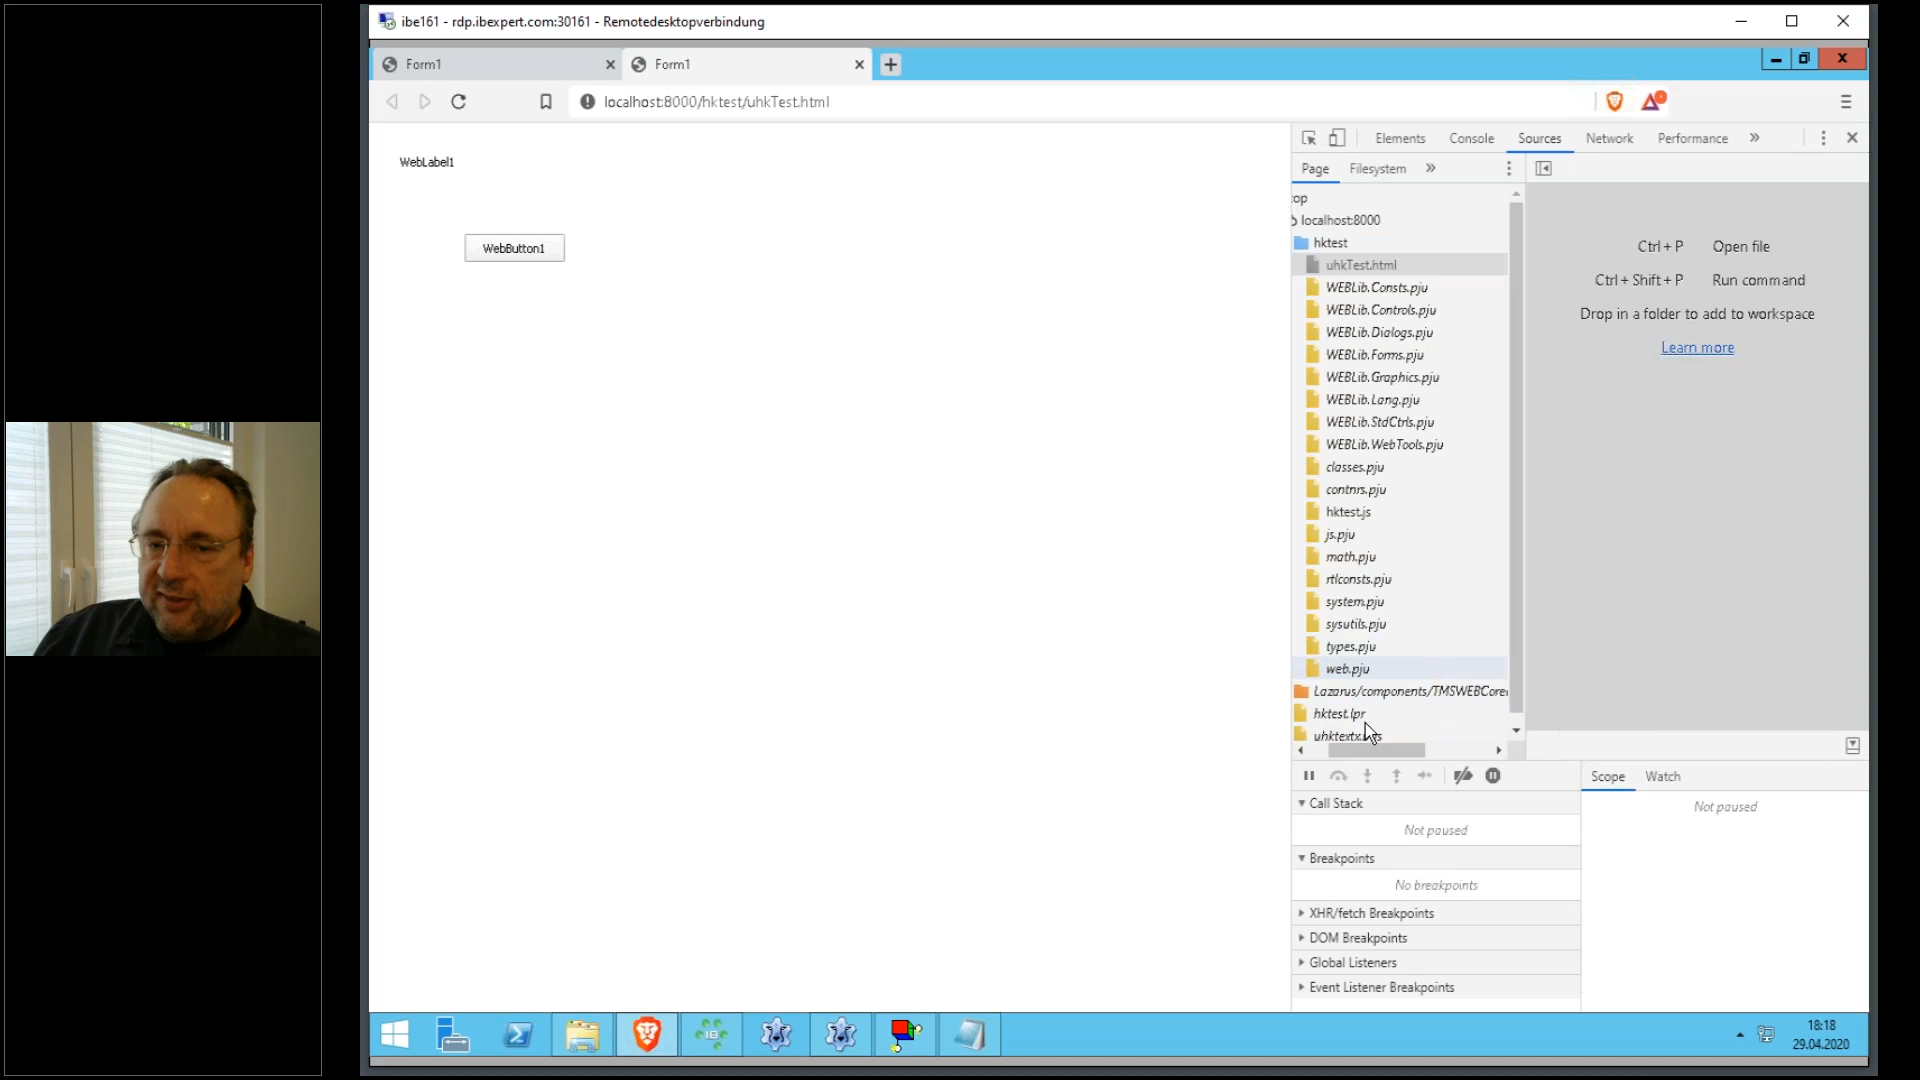 ibe161 - rdp.ibexpert.com:30161 - Remotedesktopverbindung
Form1
Form1
localhost:8000/hktest/uhkTest.html
WebLabel1
WebButton1
Elements Console Sources Network Performance »
Page Filesystem »
top
localhost:8000
hktest
uhkTest.html
WEBLib.Consts.pju
WEBLib.Controls.pju
WEBLib.Dialogs.pju
WEBLib.Forms.pju
WEBLib.Graphics.pju
WEBLib.Lang.pju
WEBLib.StdCtrls.pju
WEBLib.WebTools.pju
classes.pju
contnrs.pju
hktest.js
js.pju
math.pju
rtlconsts.pju
system.pju
sysutils.pju
types.pju
web.pju
Lazarus/components/TMSWEBCore
hktest.lpr
Ctrl + P Open file
Ctrl + Shift + P Run command
Drop in a folder to add to workspace
Learn more
Scope Watch
Not paused
Call Stack
Not paused
Breakpoints
No breakpoints
XHR/fetch Breakpoints
DOM Breakpoints
Global Listeners
Event Listener Breakpoints
18:18
29.04.2020